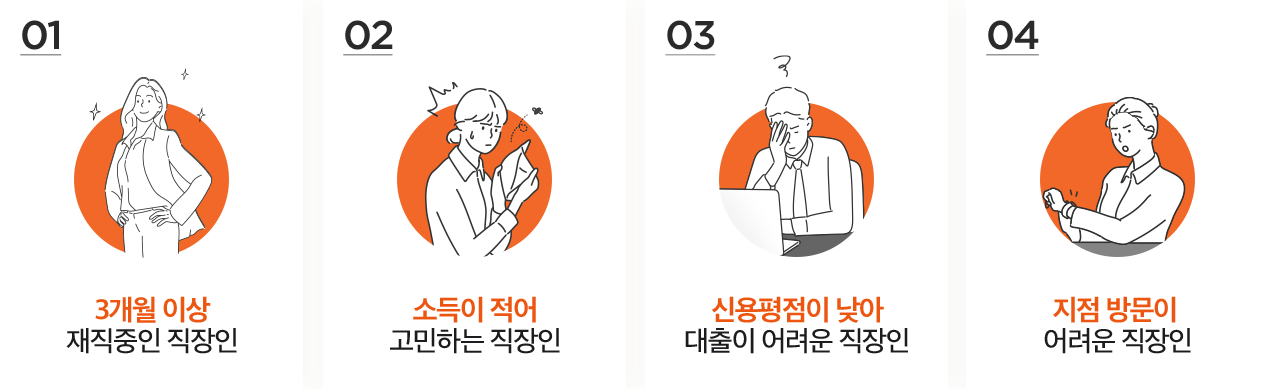 01
3개월 이상
재직중인 직장인
02
소득이 적어
고민하는 직장인
03
신용평점이 낮아
대출이 어려운 직장인
04
지점 방문이
어려운 직장인